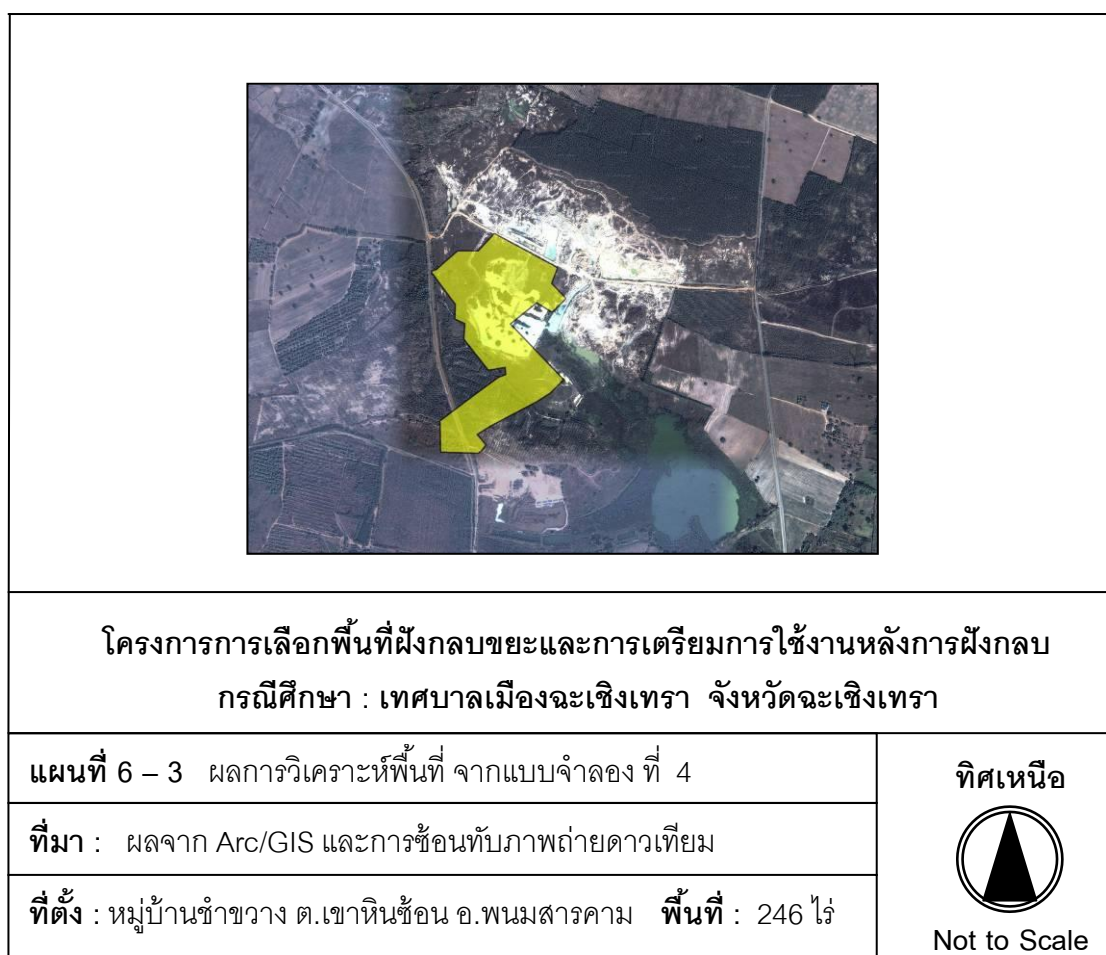 โครงการการเลือกพื้นที่ฝังกลบขยะและการเตรียมการใช้งานหลังการฝังกลบ
กรณีศึกษา : เทศบาลเมืองฉะเชิงเทรา จังหวัดฉะเชิงเทรา
แผนที่ 6 – 3 ผลการวิเคราะห์พื้นที่ จากแบบจำลอง ที่ 4
ที่มา : ผลจาก Arc/GIS และการซ้อนทับภาพถ่ายดาวเทียม
ที่ตั้ง : หมู่บ้านชำขวาง ต.เขาหินซ้อน อ.พนมสารคาม พื้นที่ : 246 ไร่
ทิศเหนือ
Not to Scale